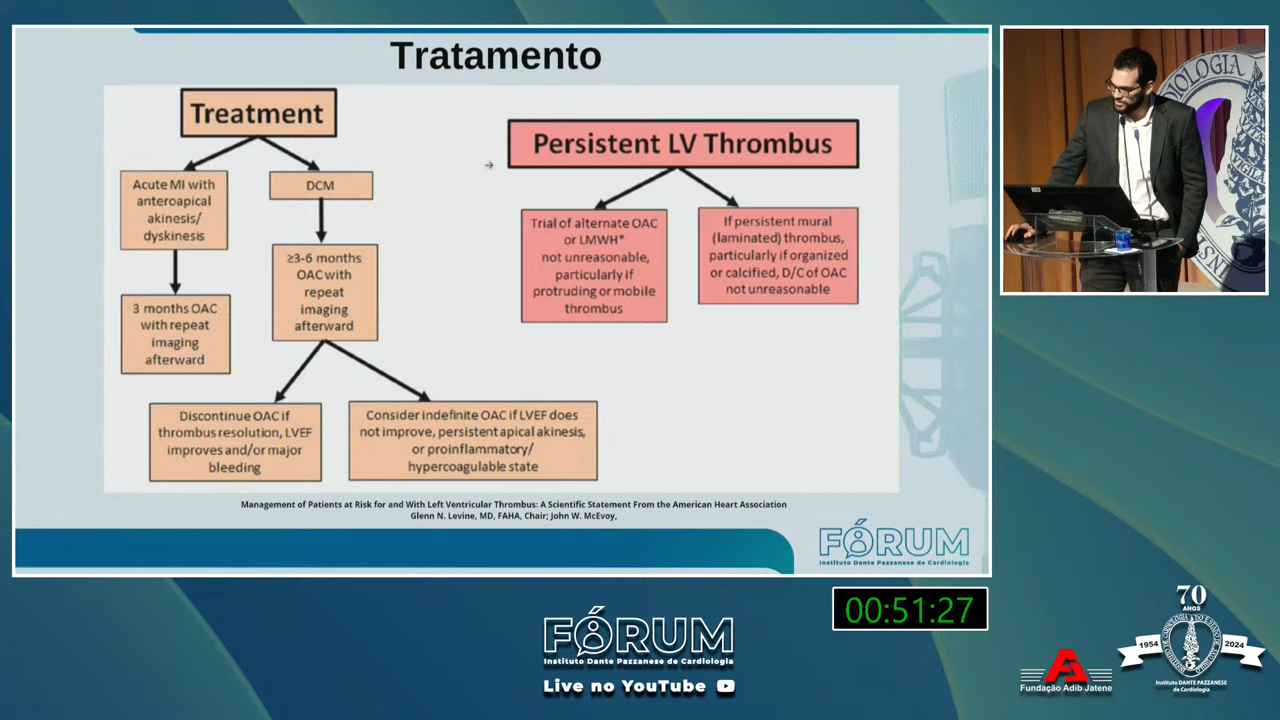 Tratamento
Treatment
Acute MI with
anteroapical
akinesis/
dyskinesis
DCM
3 months OAC
with repeat
imaging
afterward
≥3-6 months
OAC with
repeat
imaging
afterward
Discontinue OAC if
thrombus resolution, LVEF
improves and/or major
bleeding
Consider indefinite OAC if LVEF does
not improve, persistent apical akinesis,
or proinflammatory/
hypercoagulable state
Persistent LV Thrombus
Trial of alternate OAC
or LMWH*
not unreasonable,
particularly if
protruding or mobile
thrombus
If persistent mural
(laminated) thrombus,
particularly if organized
or calcified, D/C of OAC
not unreasonable
Management of Patients at Risk for and With Left Ventricular Thrombus: A Scientific Statement From the American Heart Association
Glenn N. Levine, MD, FAHA, Chair; John W. McEvoy,
FÓRUM
Instituto Dante Pazzanese de Cardiologia
FÓRUM
Instituto Dante Pazzanese de Cardiologia
Live no YouTube
00:51:27
Fundação Adib Jatene
70
ANOS
1954
2024
Instituto DANTE PAZZANESE
de Cardiologia